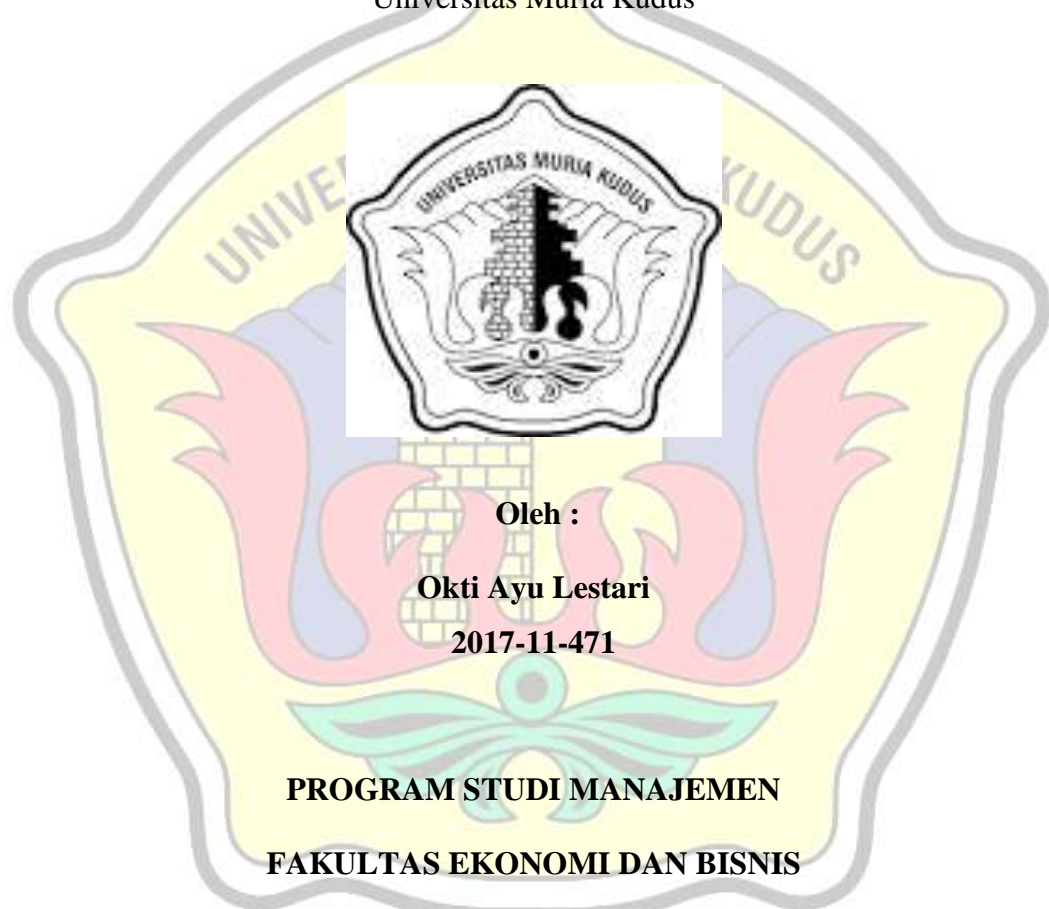 Universitas Muria Kudus
UNIVERSITAS MURIA KUDUS
KUDUS
Oleh :
Okti Ayu Lestari
2017-11-471
PROGRAM STUDI MANAJEMEN
FAKULTAS EKONOMI DAN BISNIS